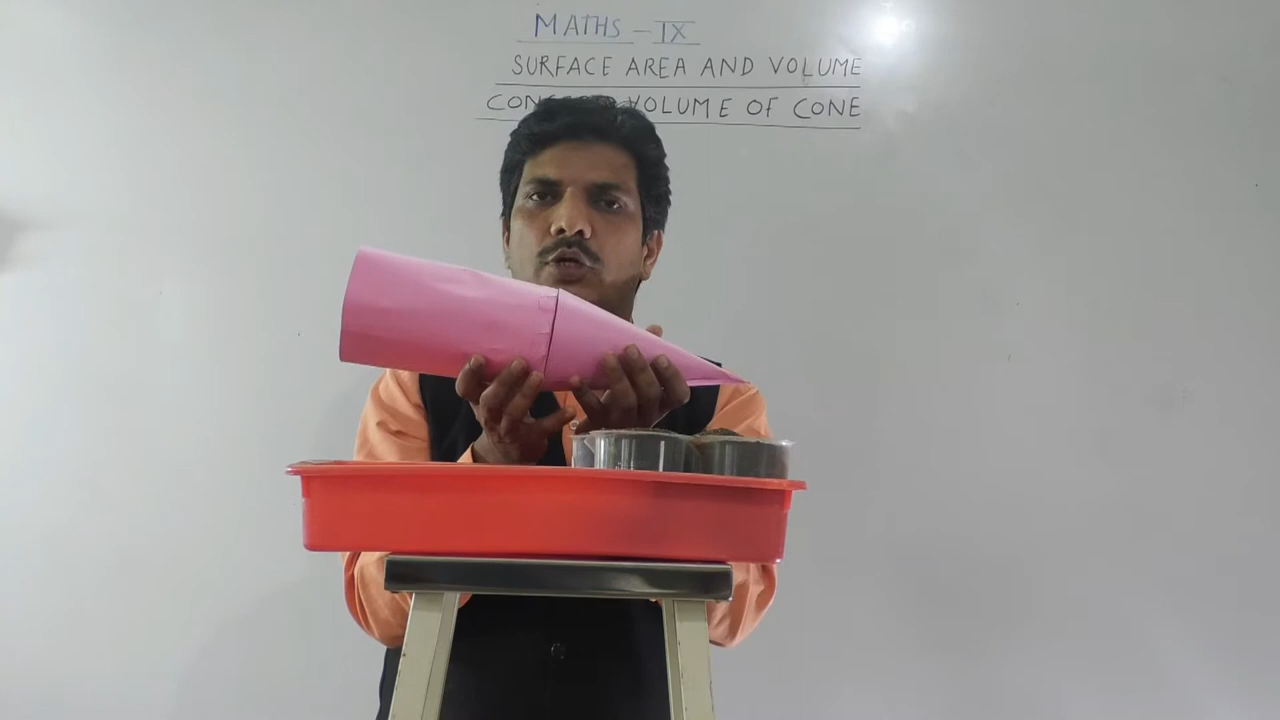 MATHS - IX
SURFACE AREA AND VOLUME
VOLUME OF CONE